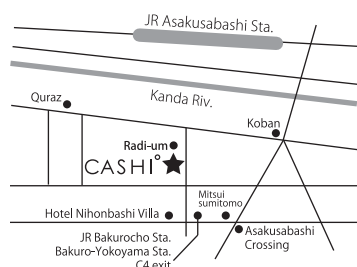 JR Asakusabashi Sta.
Kanda Riv.
Quraz
Koban
Radi-um
CASHI°
Mitsui
sumitomo
Hotel Nihonbashi Villa
Asakusabashi
Crossing
JR Bakurocho Sta.
Bakuro-Yokoyama Sta.
C4 exit